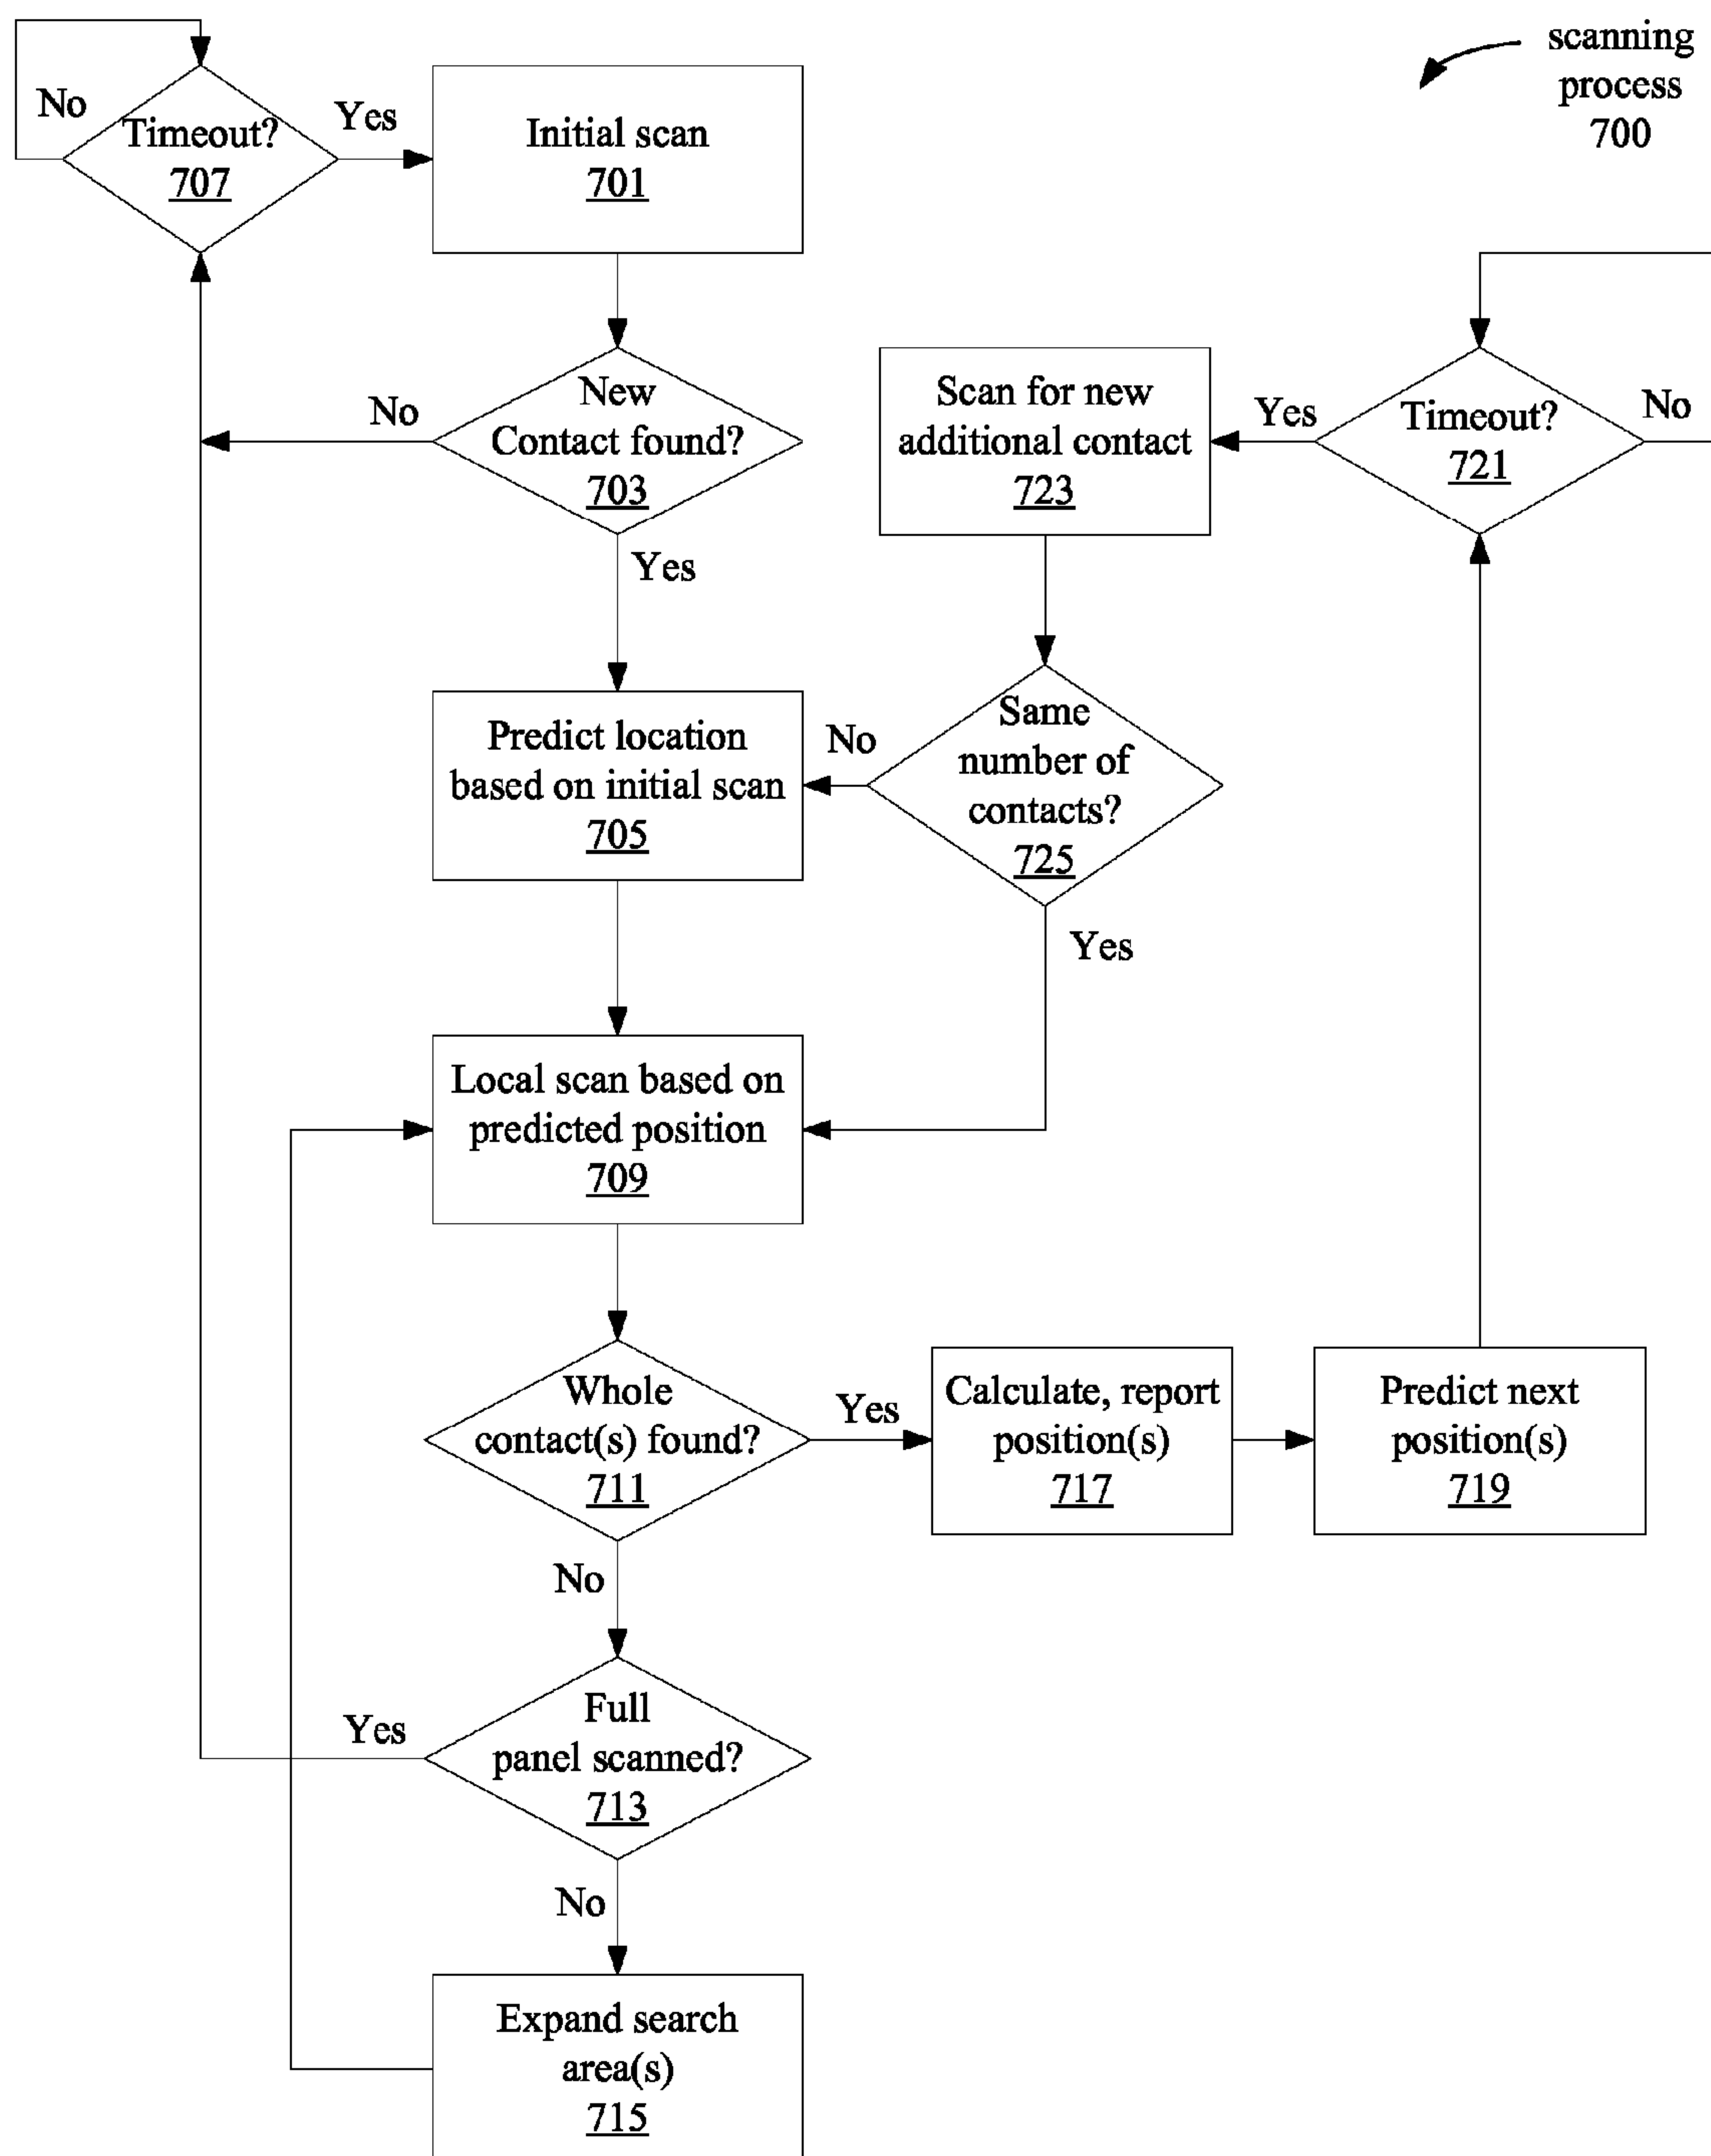 scanning
process
700
No
Timeout?
707
Yes
Initial scan
701
No
New
Contact found?
703
Yes
Scan for new
additional contact
723
Yes
Timeout?
721
No
Predict location
based on initial scan
705
No
Same
number of
contacts?
725
Yes
Local scan based on
predicted position
709
Whole
contact(s) found?
711
Yes
Calculate, report
position(s)
717
Predict next
position(s)
719
No
Yes
Full
panel scanned?
713
No
Expand search
area(s)
715